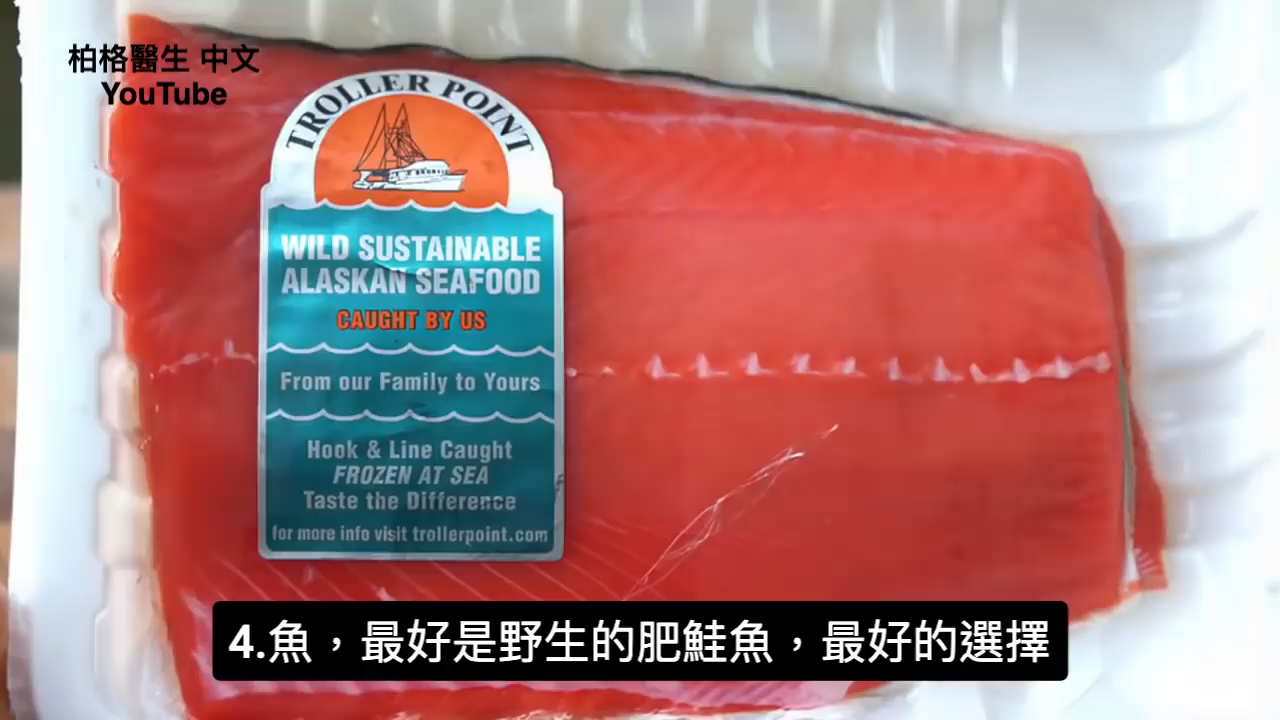 柏格醫生 中文
YouTube
TROLLER POINT
WILD SUSTAINABLE
ALASKAN SEAFOOD
CAUGHT BY US
From our Family to Yours
Hook & Line Caught
FROZEN AT SEA
Taste the Difference
for more info visit trollerpoint.com
4.魚，最好是野生的肥鮭魚，最好的選擇